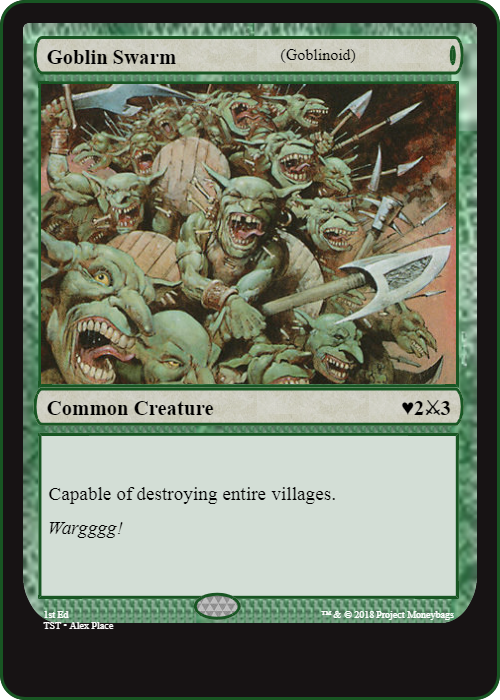 Goblin Swarm (Goblinoid)
Common Creature ♥2⚔3
Capable of destroying entire villages.
Wargggg!
1st Ed ™ & © 2018 Project Moneybags
TST • Alex Place